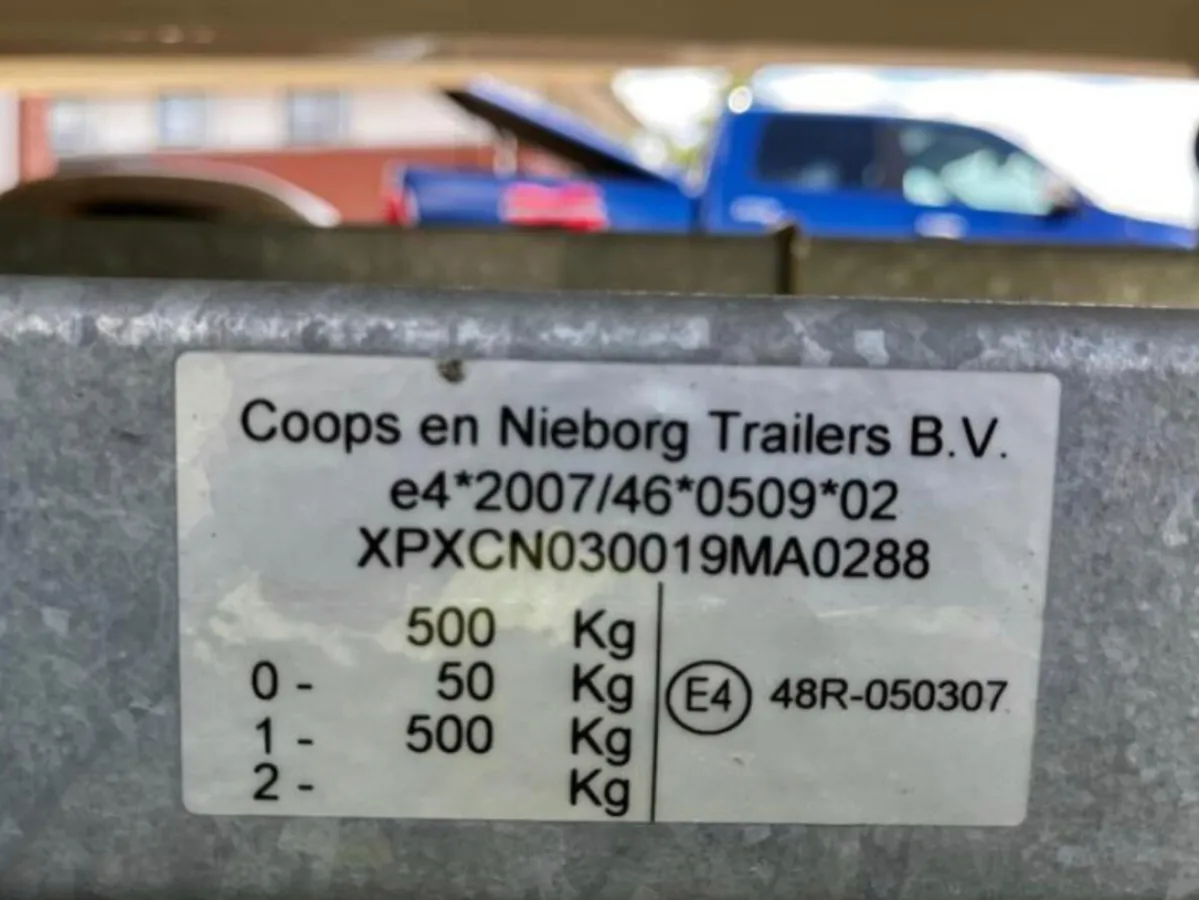 Coops en Nieborg Trailers B.V.
e4*2007/46*0509*02
XPXCN030019MA0288
500 Kg
0 - 50 Kg
1 - 500 Kg
2 - Kg
E4 48R-050307